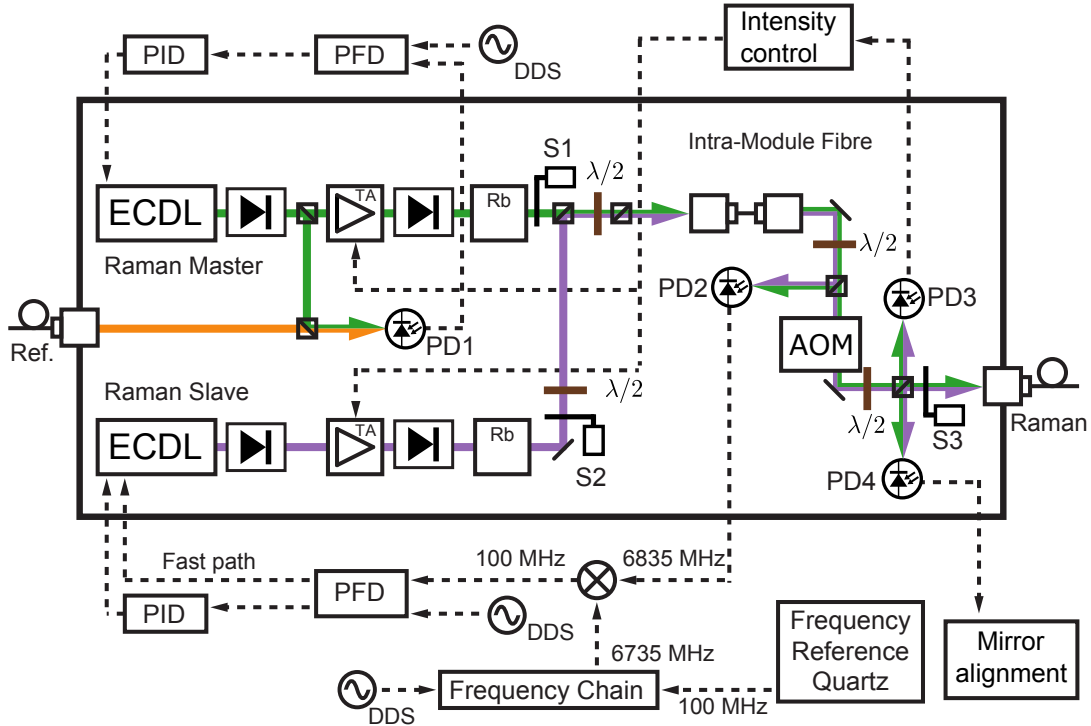 PID
PFD
DDS
Intensity
control
Intra-Module Fibre
S1
λ/2
ECDL
TA
Rb
Raman Master
λ/2
PD2
PD3
Ref.
PD1
AOM
Raman Slave
λ/2
λ/2
S3
Raman
ECDL
TA
Rb
S2
PD4
Fast path
100 MHz
6835 MHz
PID
PFD
DDS
6735 MHz
Frequency
Reference
Quartz
Mirror
alignment
DDS
Frequency Chain
100 MHz